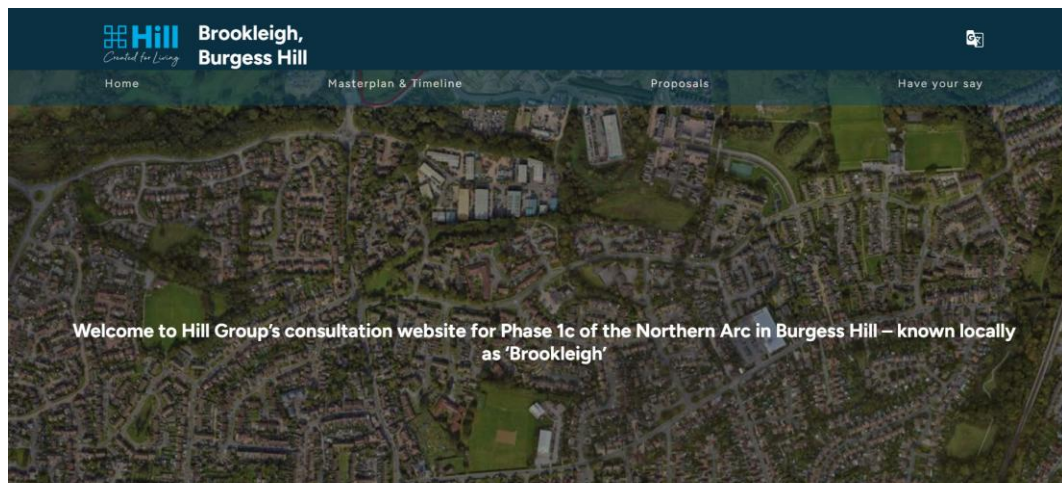 Hill
Created for Living
Brookleigh,
Burgess Hill
Home
Masterplan & Timeline
Proposals
Have your say
Welcome to Hill Group’s consultation website for Phase 1c of the Northern Arc in Burgess Hill – known locally
as ‘Brookleigh’